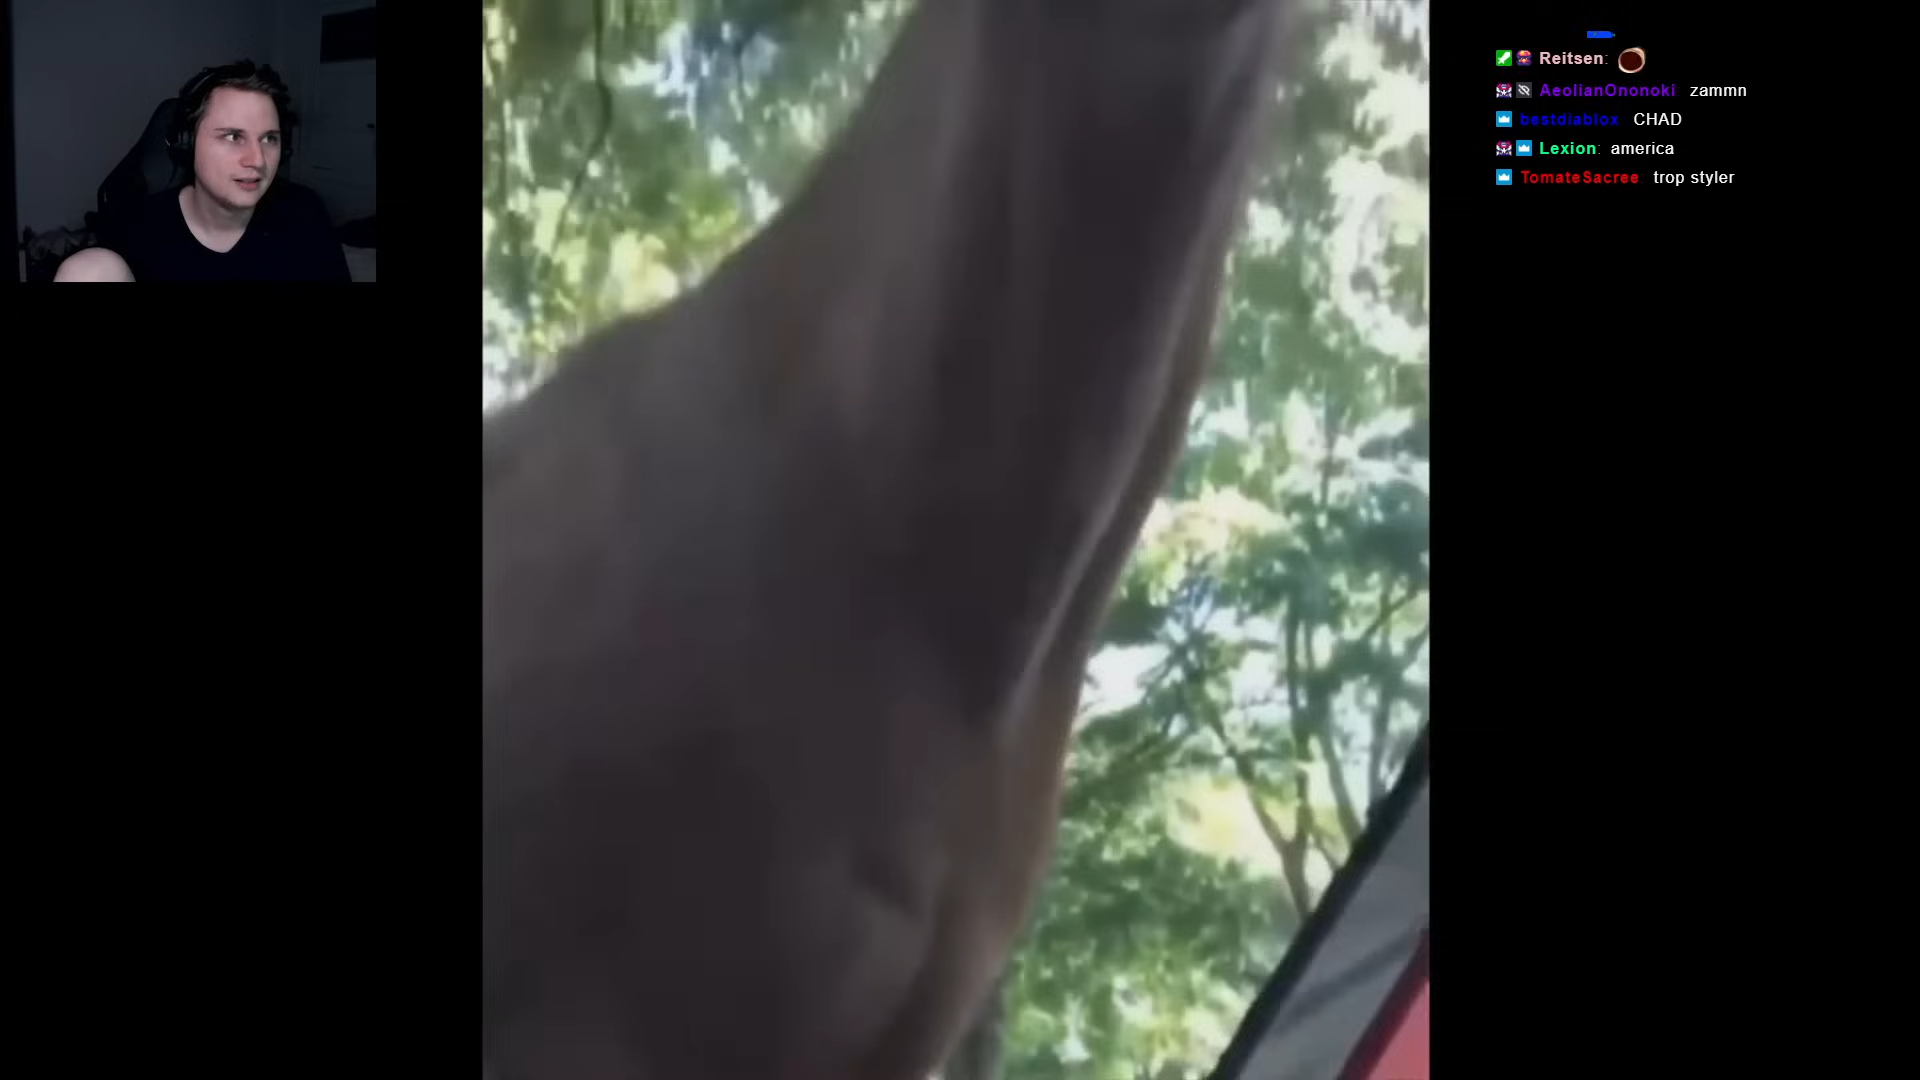 Reitsen:
AeolianOnonoki zammn
bestdiablox CHAD
Lexion: america
TomateSacree trop styler